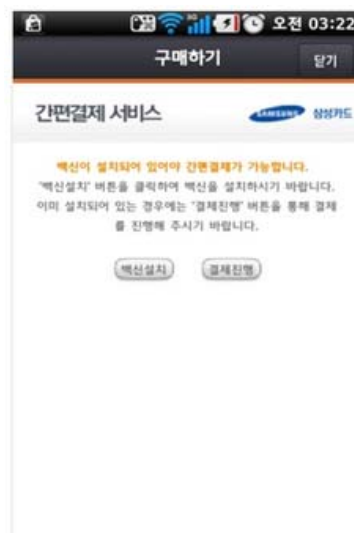 오전 03:22
구매하기
닫기
간편결제 서비스
SAMSUNG 삼성카드
백신이 설치되어 있어야 간편결제가 가능합니다.
"백신설치" 버튼을 클릭하여 백신을 설치하시기 바랍니다.
이미 설치되어 있는 경우에는 "결제진행" 버튼을 통해 결제
를 진행해 주시기 바랍니다.
백신설치 결제진행